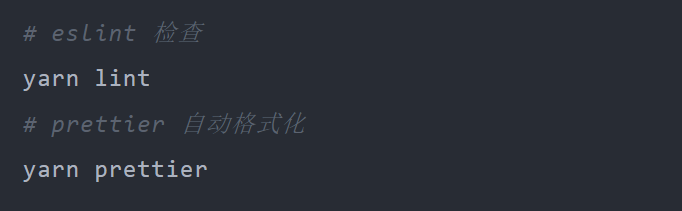 # eslint 检查
yarn lint
# prettier 自动格式化
yarn prettier